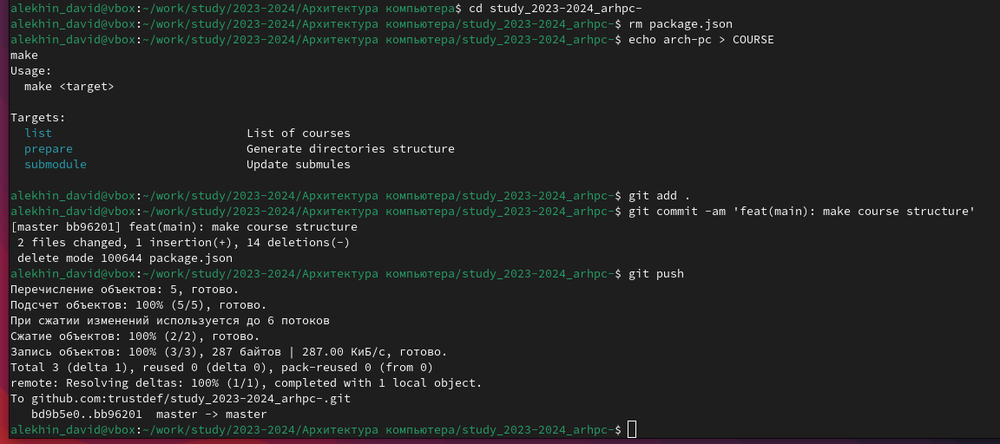 alekhin_david@vbox:~/work/study/2023-2024/Архитектура компьютера$ cd study_2023-2024_arhpc-
alekhin_david@vbox:~/work/study/2023-2024/Архитектура компьютера/study_2023-2024_arhpc-$ rm package.json
alekhin_david@vbox:~/work/study/2023-2024/Архитектура компьютера/study_2023-2024_arhpc-$ echo arch-pc > COURSE
make
Usage:
  make <target>

Targets:
  list                            List of courses
  prepare                         Generate directories structure
  submodule                       Update submules

alekhin_david@vbox:~/work/study/2023-2024/Архитектура компьютера/study_2023-2024_arhpc-$ git add .
alekhin_david@vbox:~/work/study/2023-2024/Архитектура компьютера/study_2023-2024_arhpc-$ git commit -am 'feat(main): make course structure'
[master bb96201] feat(main): make course structure
 2 files changed, 1 insertion(+), 14 deletions(-)
 delete mode 100644 package.json
alekhin_david@vbox:~/work/study/2023-2024/Архитектура компьютера/study_2023-2024_arhpc-$ git push
Перечисление объектов: 5, готово.
Подсчет объектов: 100% (5/5), готово.
При сжатии изменений используется до 6 потоков
Сжатие объектов: 100% (2/2), готово.
Запись объектов: 100% (3/3), 287 байтов | 287.00 КиБ/с, готово.
Total 3 (delta 1), reused 0 (delta 0), pack-reused 0 (from 0)
remote: Resolving deltas: 100% (1/1), completed with 1 local object.
To github.com:trustdef/study_2023-2024_arhpc-.git
   bd9b5e0..bb96201  master -> master
alekhin_david@vbox:~/work/study/2023-2024/Архитектура компьютера/study_2023-2024_arhpc-$